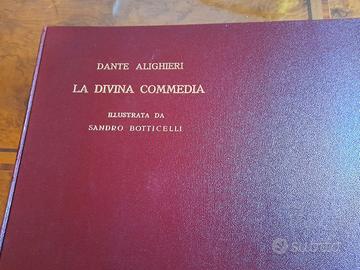 DANTE ALIGHIERI
LA DIVINA COMMEDIA
ILLUSTRATA DA
SANDRO BOTTICELLI
subito